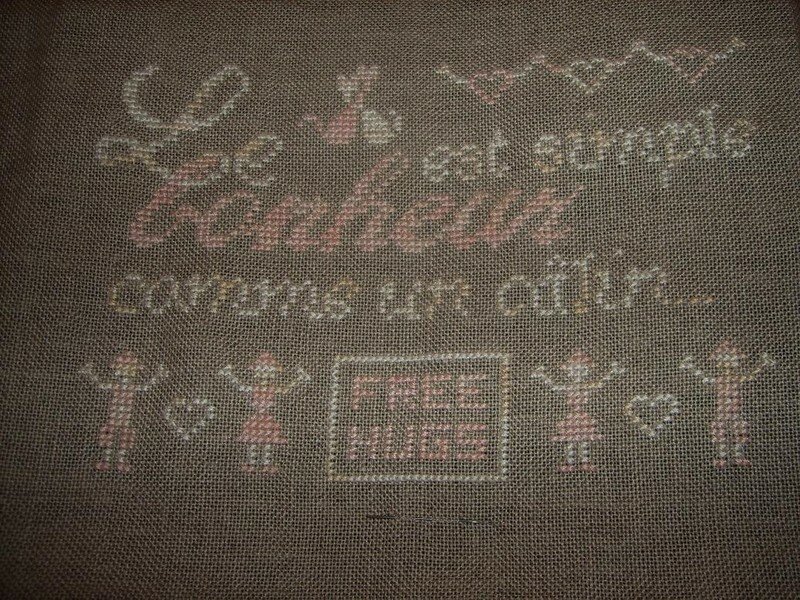 Le est simple
bonheur
comme un câlin...
FREE
HUGS